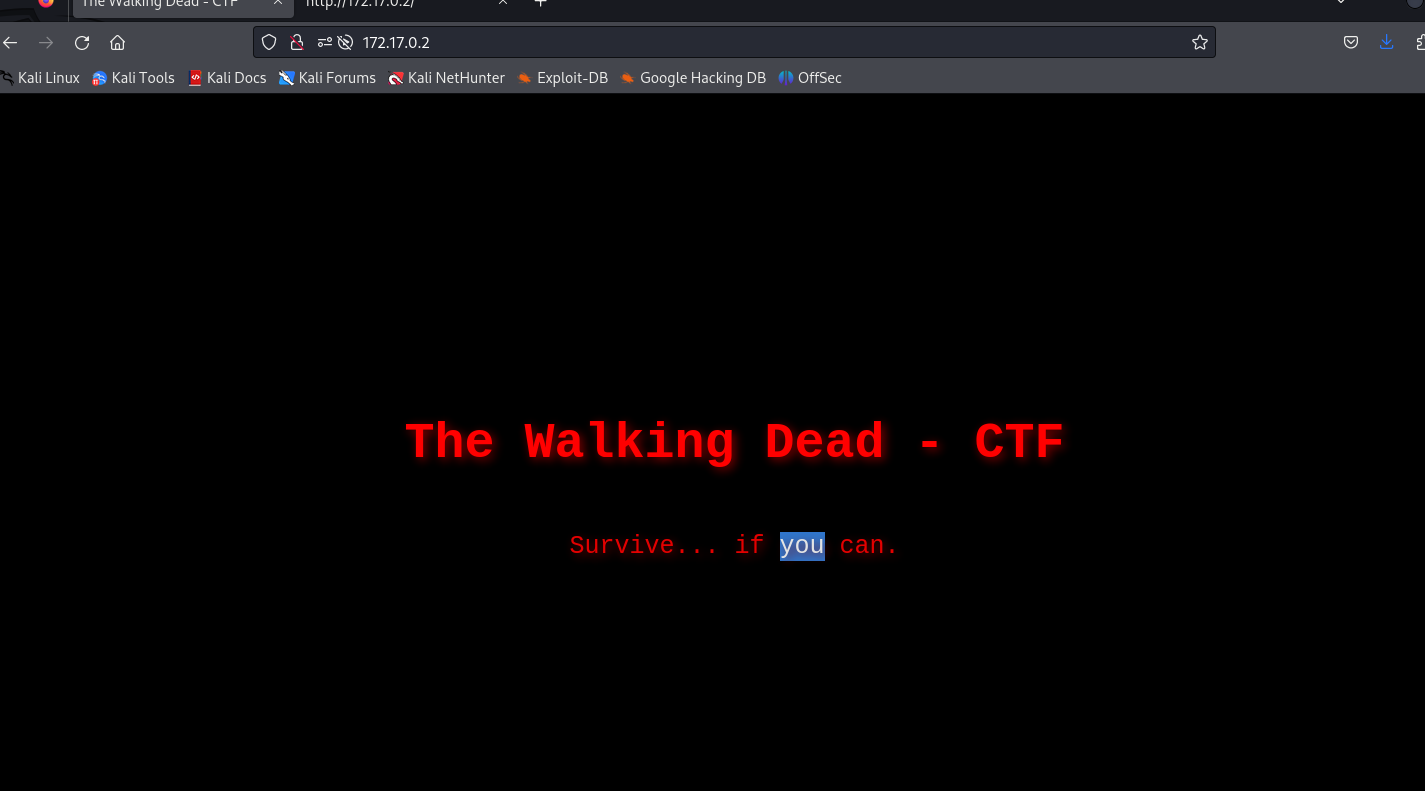 The Walking Dead - CTF
http://172.17.0.2/
172.17.0.2
Kali Linux Kali Tools Kali Docs Kali Forums Kali NetHunter Exploit-DB Google Hacking DB OffSec
The Walking Dead - CTF
Survive... if you can.